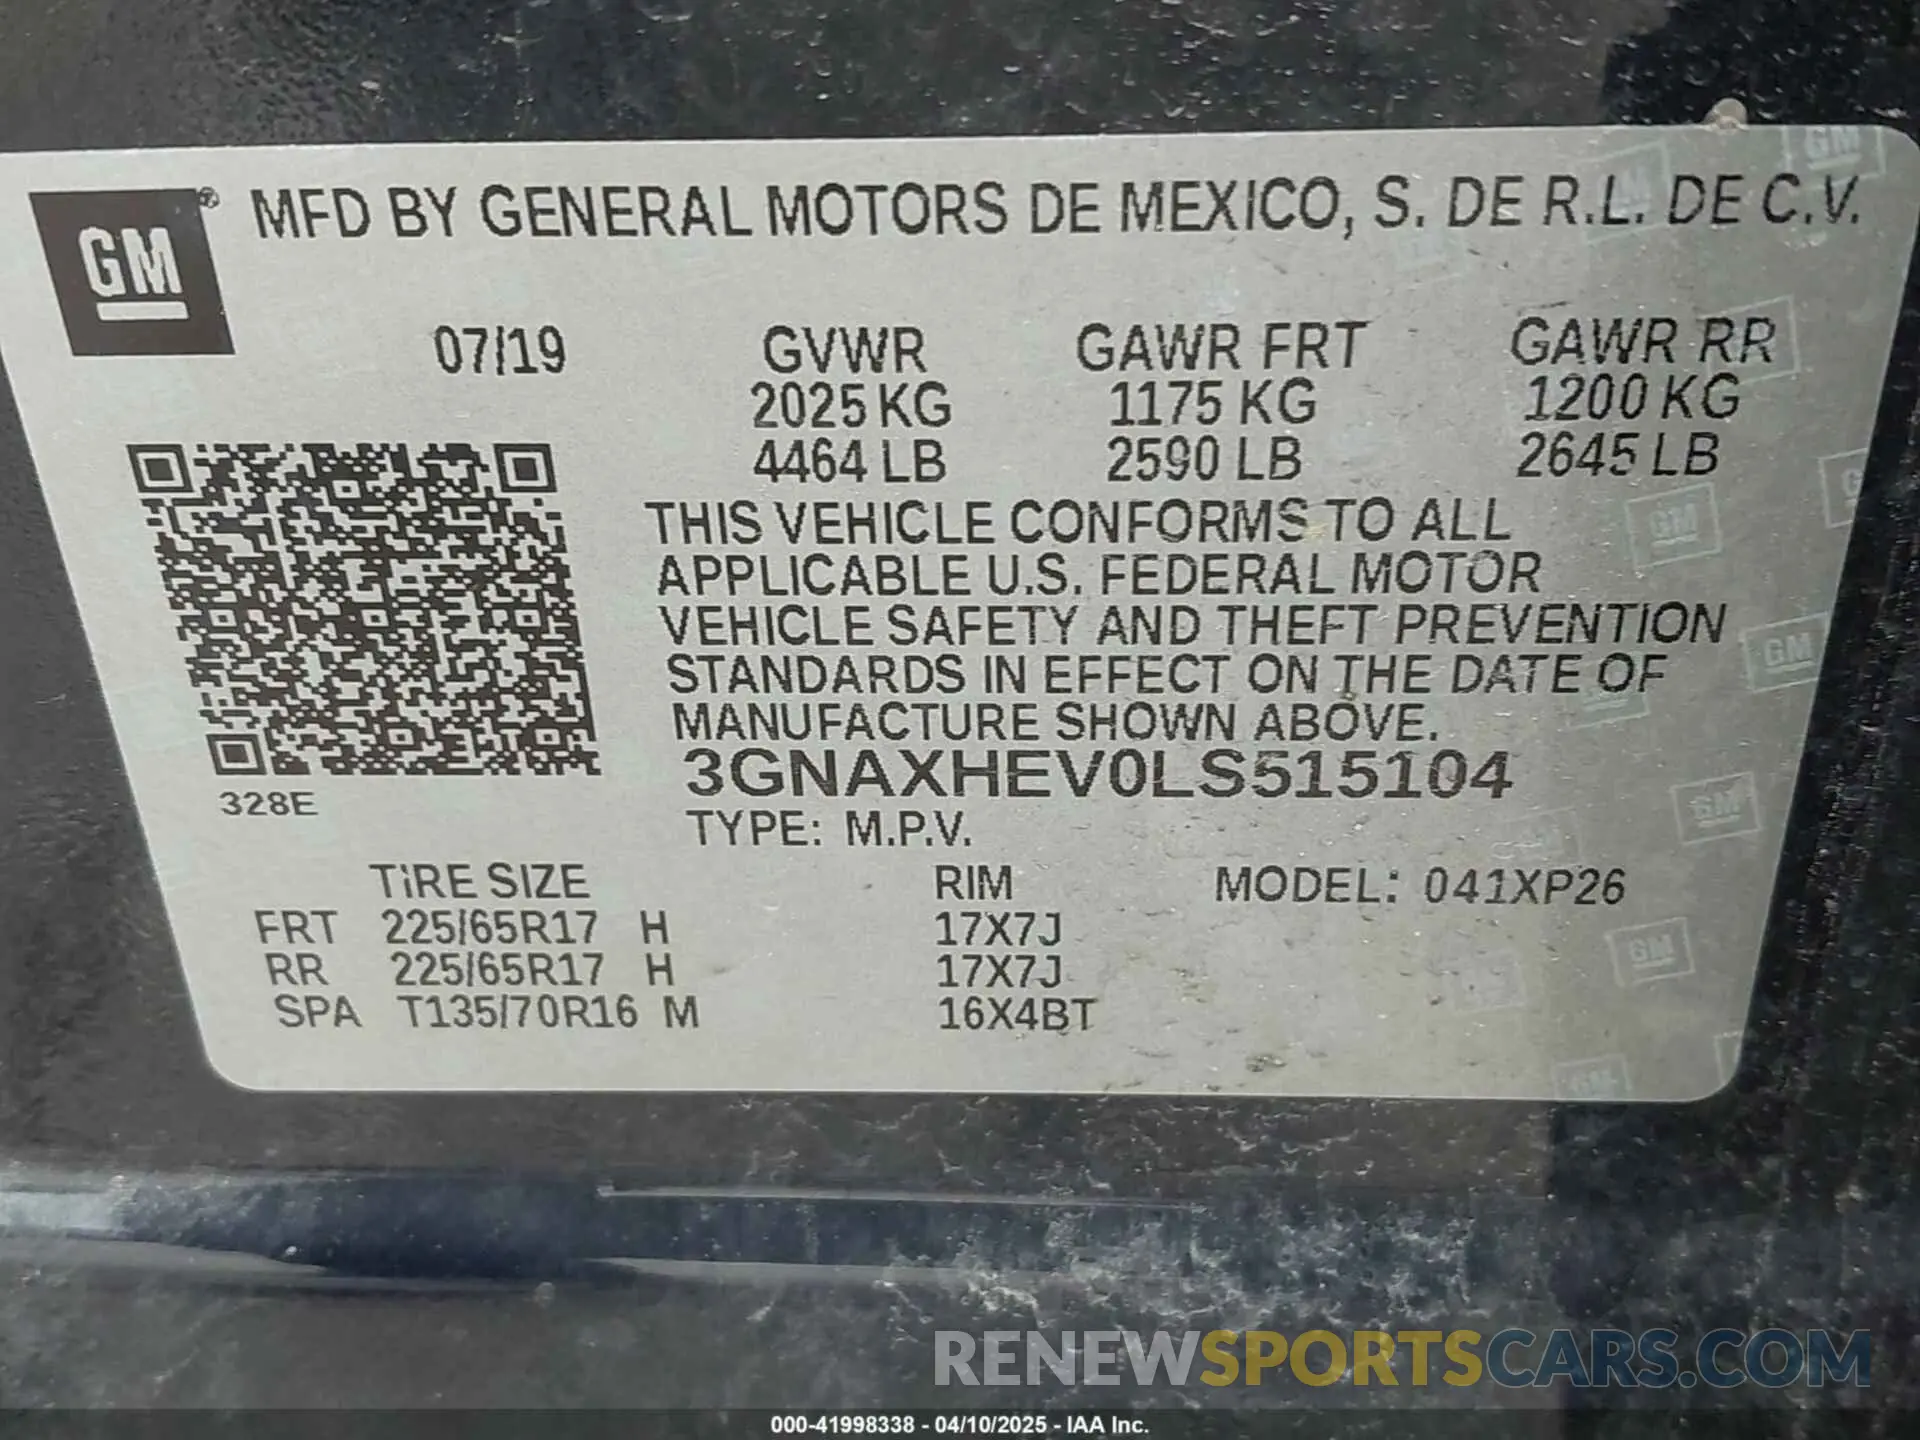 GM® MFD BY GENERAL MOTORS DE MEXICO, S. DE R.L. DE C.V.
07/19 GVWR GAWR FRT GAWR RR
2025 KG 1175 KG 1200 KG
4464 LB 2590 LB 2645 LB
THIS VEHICLE CONFORMS TO ALL
APPLICABLE U.S. FEDERAL MOTOR
VEHICLE SAFETY AND THEFT PREVENTION
STANDARDS IN EFFECT ON THE DATE OF
MANUFACTURE SHOWN ABOVE.
3GNAXHEV0LS515104
328E
TYPE: M.P.V.
TIRE SIZE RIM MODEL: 041XP26
FRT 225/65R17 H 17X7J
RR 225/65R17 H 17X7J
SPA T135/70R16 M 16X4BT
RENEWSPORTSCARS.COM
000-41998338 - 04/10/2025 - IAA Inc.